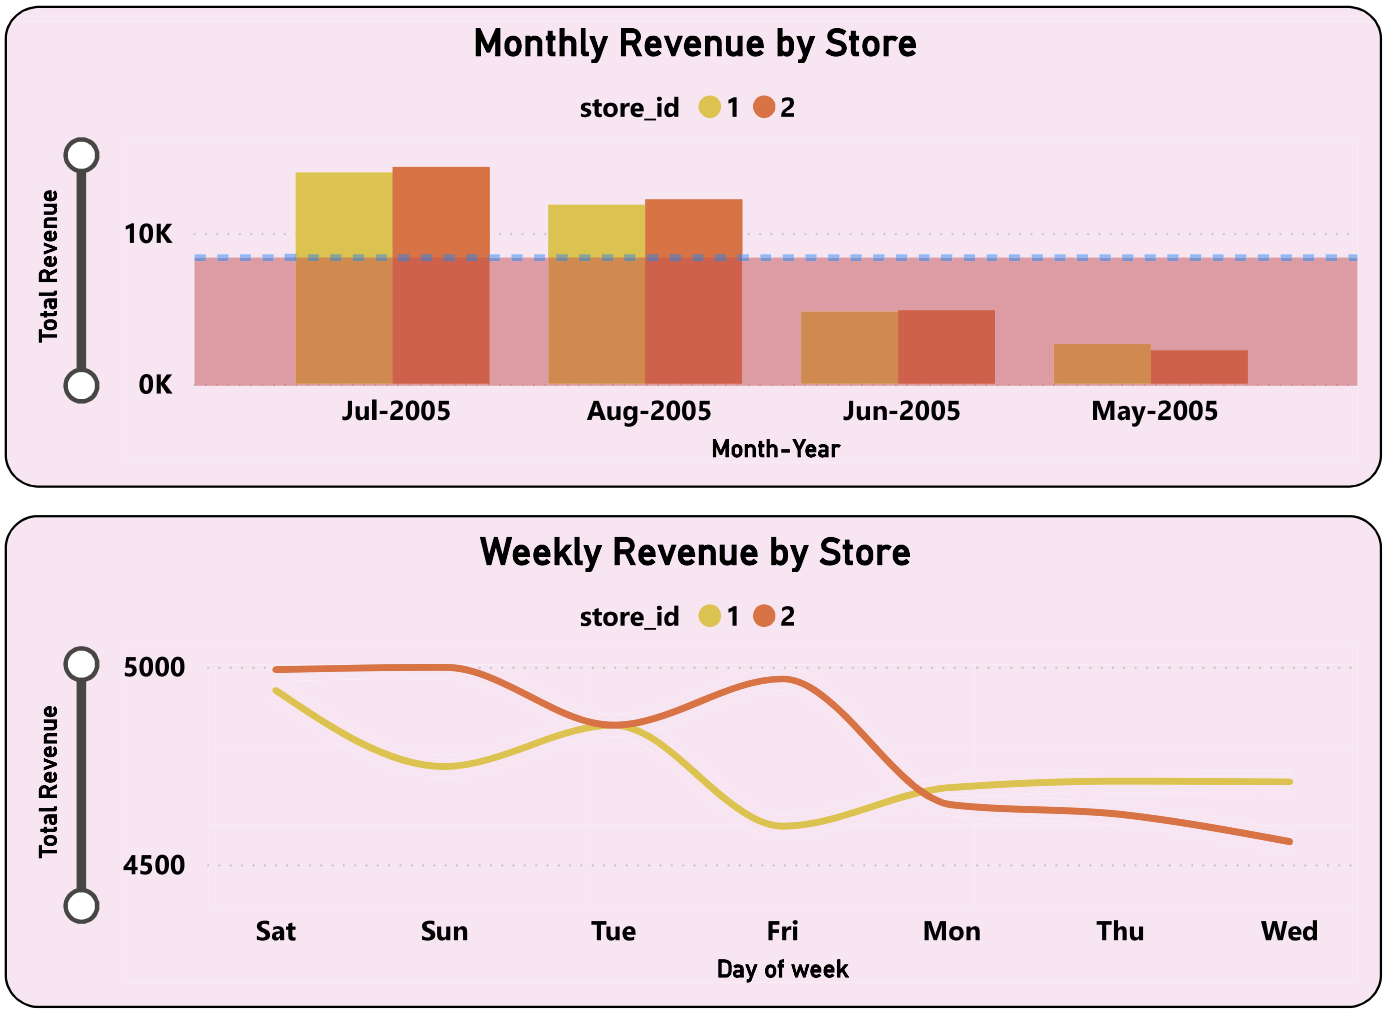 Monthly Revenue by Store
store_id 1 2
Total Revenue
10K
0K
Jul-2005 Aug-2005 Jun-2005 May-2005
Month-Year
Weekly Revenue by Store
store_id 1 2
Total Revenue
5000
4500
Sat Sun Tue Fri Mon Thu Wed
Day of week